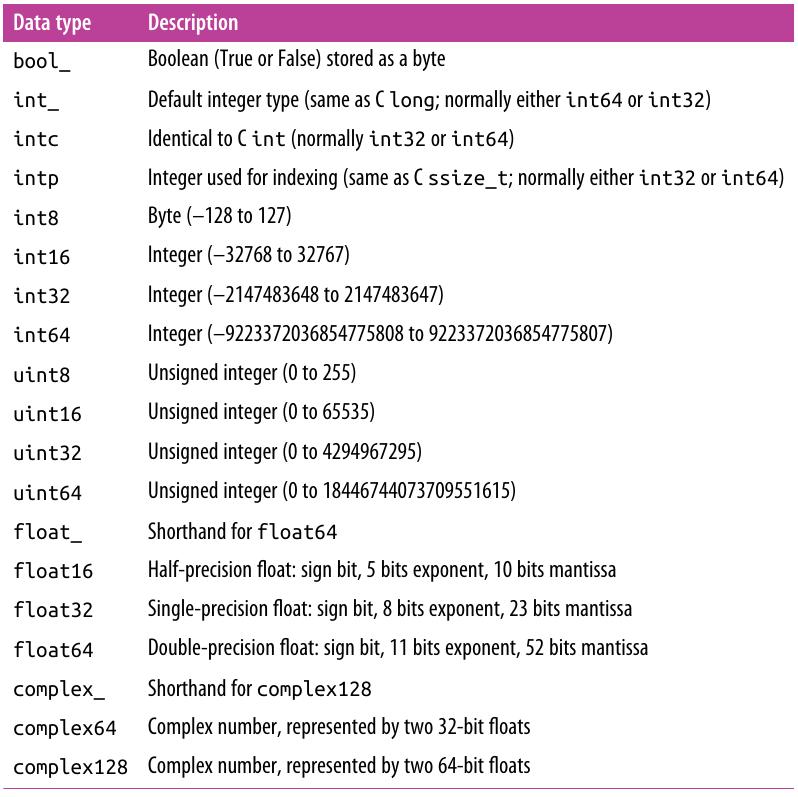 Data type Description
bool_ Boolean (True or False) stored as a byte
int_ Default integer type (same as C long; normally either int64 or int32)
intc Identical to C int (normally int32 or int64)
intp Integer used for indexing (same as C ssize_t; normally either int32 or int64)
int8 Byte (–128 to 127)
int16 Integer (–32768 to 32767)
int32 Integer (–2147483648 to 2147483647)
int64 Integer (–9223372036854775808 to 9223372036854775807)
uint8 Unsigned integer (0 to 255)
uint16 Unsigned integer (0 to 65535)
uint32 Unsigned integer (0 to 4294967295)
uint64 Unsigned integer (0 to 18446744073709551615)
float_ Shorthand for float64
float16 Half-precision float: sign bit, 5 bits exponent, 10 bits mantissa
float32 Single-precision float: sign bit, 8 bits exponent, 23 bits mantissa
float64 Double-precision float: sign bit, 11 bits exponent, 52 bits mantissa
complex_ Shorthand for complex128
complex64 Complex number, represented by two 32-bit floats
complex128 Complex number, represented by two 64-bit floats